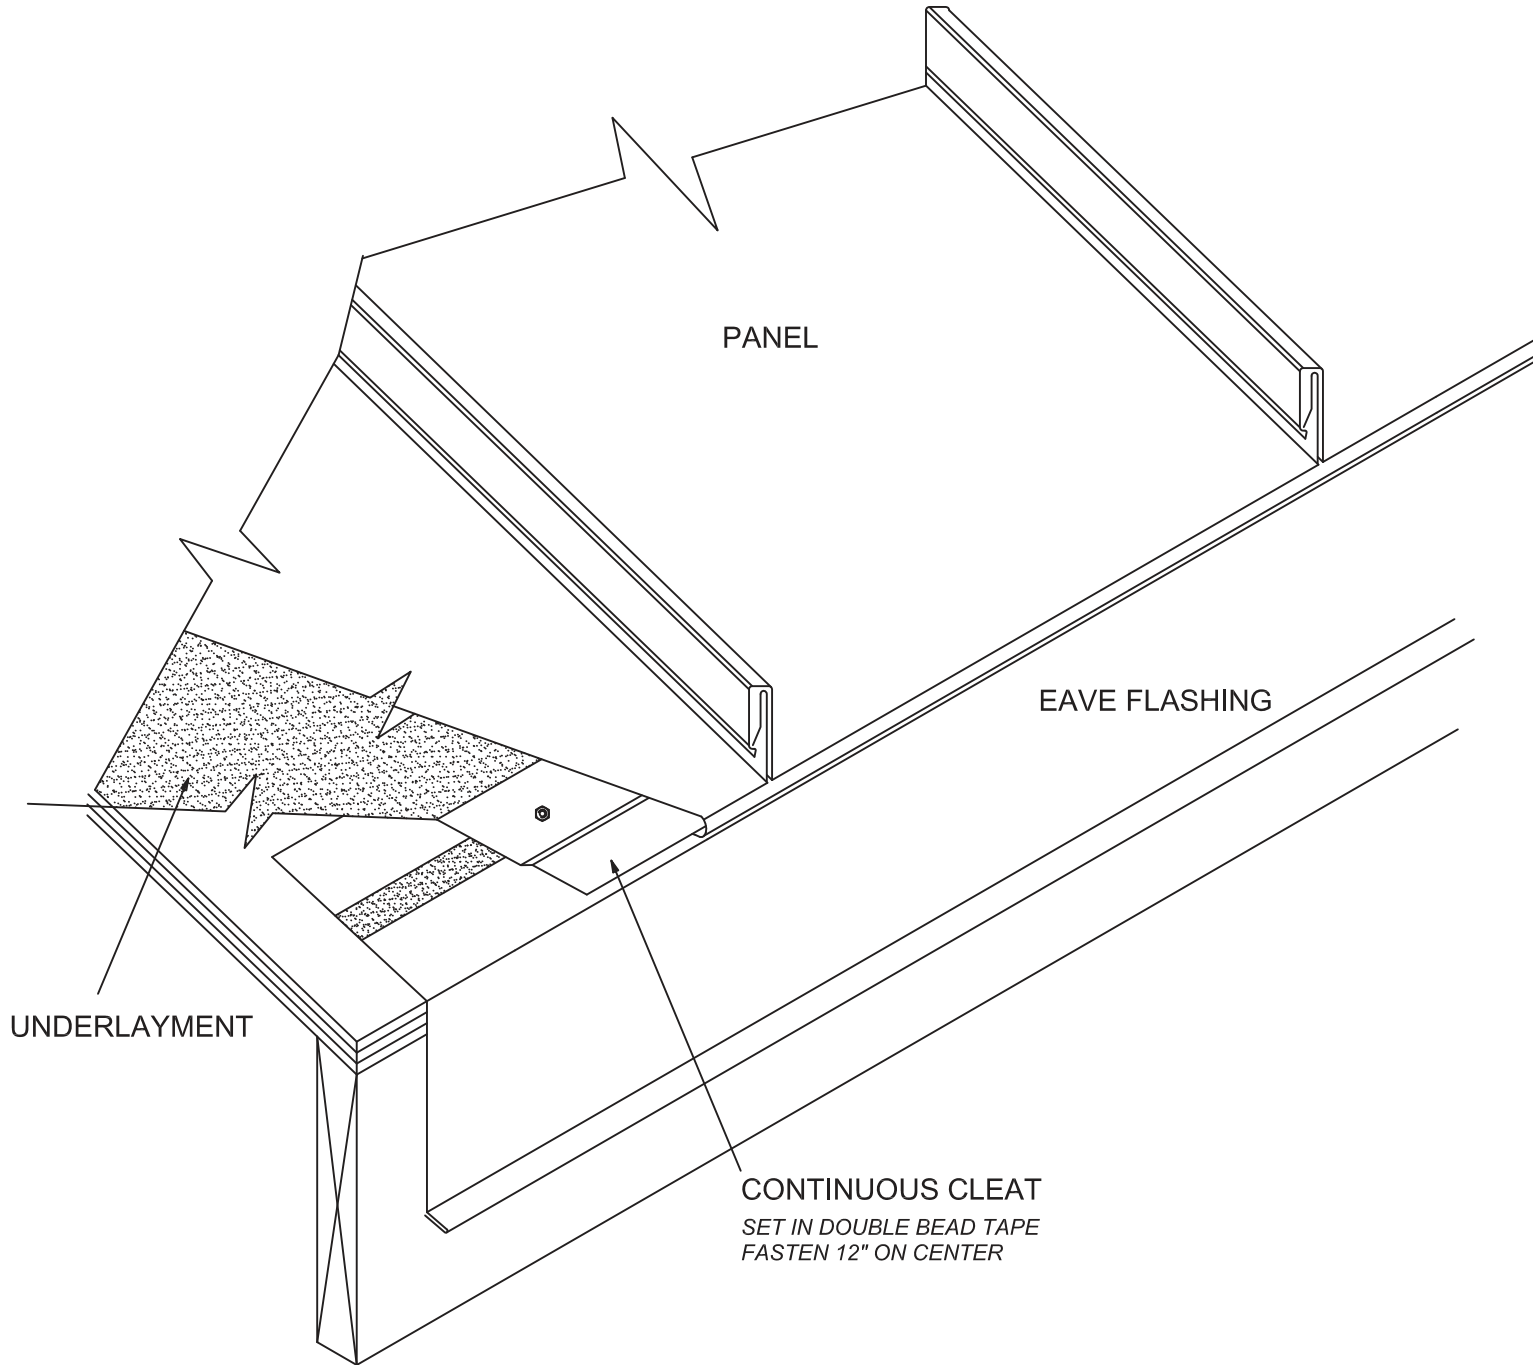 PANEL
EAVE FLASHING
UNDERLAYMENT
CONTINUOUS CLEAT
SET IN DOUBLE BEAD TAPE
FASTEN 12" ON CENTER